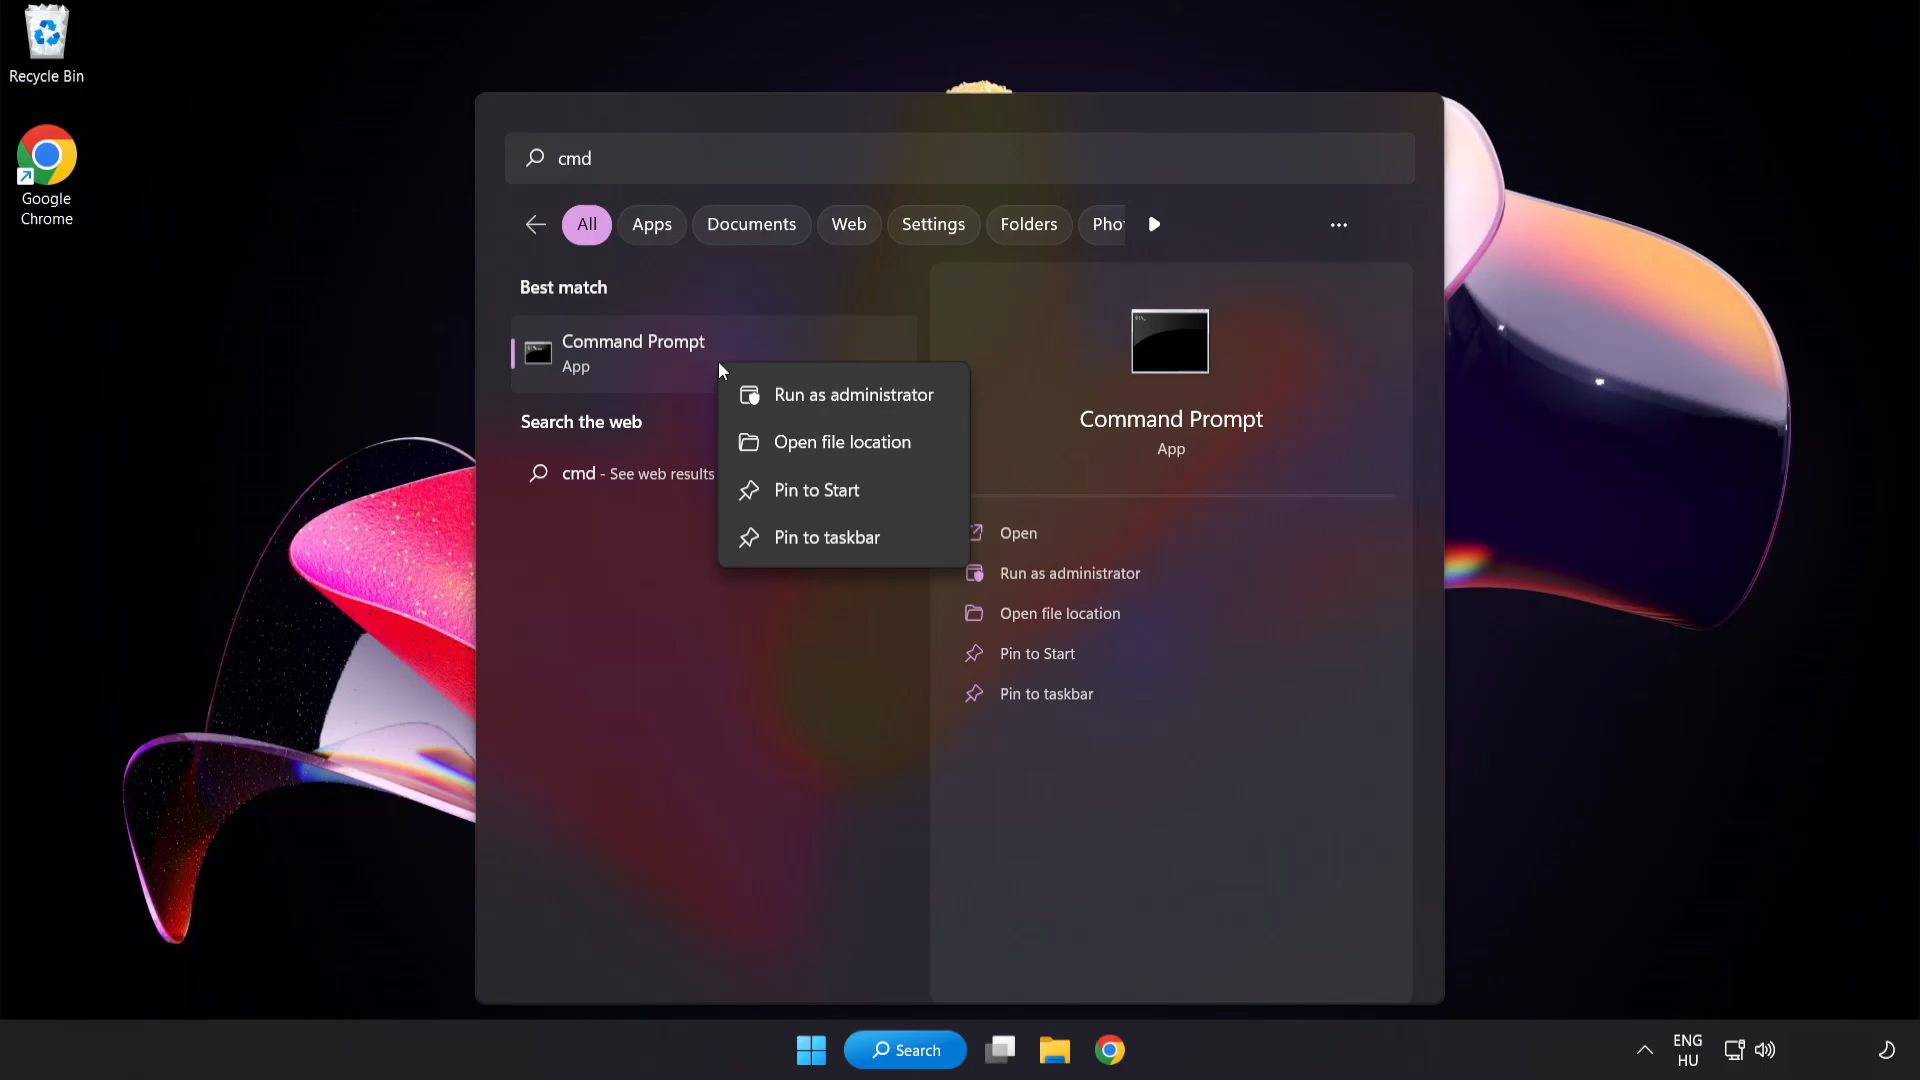 Recycle Bin
Google
Chrome
cmd
All
Apps
Documents
Web
Settings
Folders
Pho
Best match
Command Prompt
App
Search the web
cmd - See web results
Run as administrator
Open file location
Pin to Start
Pin to taskbar
Command Prompt
App
Open
Run as administrator
Open file location
Pin to Start
Pin to taskbar
Search
ENG
HU